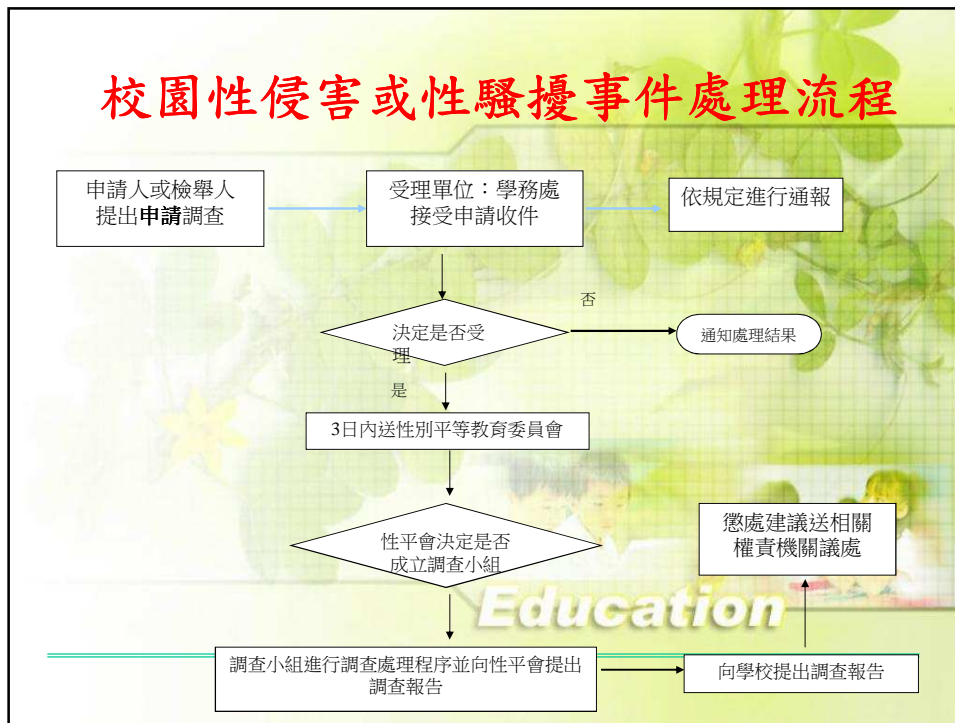 校園性侵害或性騷擾事件處理流程
申請人或檢舉人
提出申請調查
受理單位：學務處
接受申請收件
依規定進行通報
否
決定是否受
理
通知處理結果
是
3日內送性別平等教育委員會
性平會決定是否
成立調查小組
懲處建議送相關
權責機關議處
Education
調查小組進行調查處理程序並向性平會提出
調查報告
向學校提出調查報告